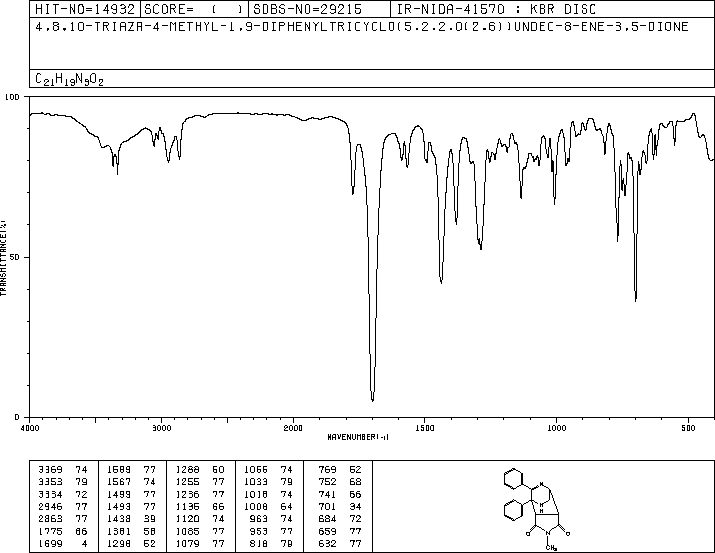 HIT-NO=14932 SCORE= ( ) SDBS-NO=29215 IR-NIDA-41570 : KBR DISC
4,8,10-TRIAZA-4-METHYL-1,9-DIPHENYLTRICYCLO(5.2.2.0(2.6))UNDEC-8-ENE-3,5-DIONE
C21H19N3O2
100
50
0
TRANSMITTANCE(%)
4000 3000 2000 1500 1000 500
WAVENUMBER(-1)
3369 74 1589 77 1288 50 1066 74 769 52
3353 79 1567 74 1255 77 1033 79 752 68
3334 72 1499 77 1236 77 1018 74 741 66
2946 77 1493 77 1135 66 1008 64 701 34
2863 77 1438 39 1120 74 963 74 684 72
1775 66 1381 58 1085 77 953 77 659 77
1699 4 1298 52 1079 77 818 79 632 77
N
N
H
O
O
N
CH3